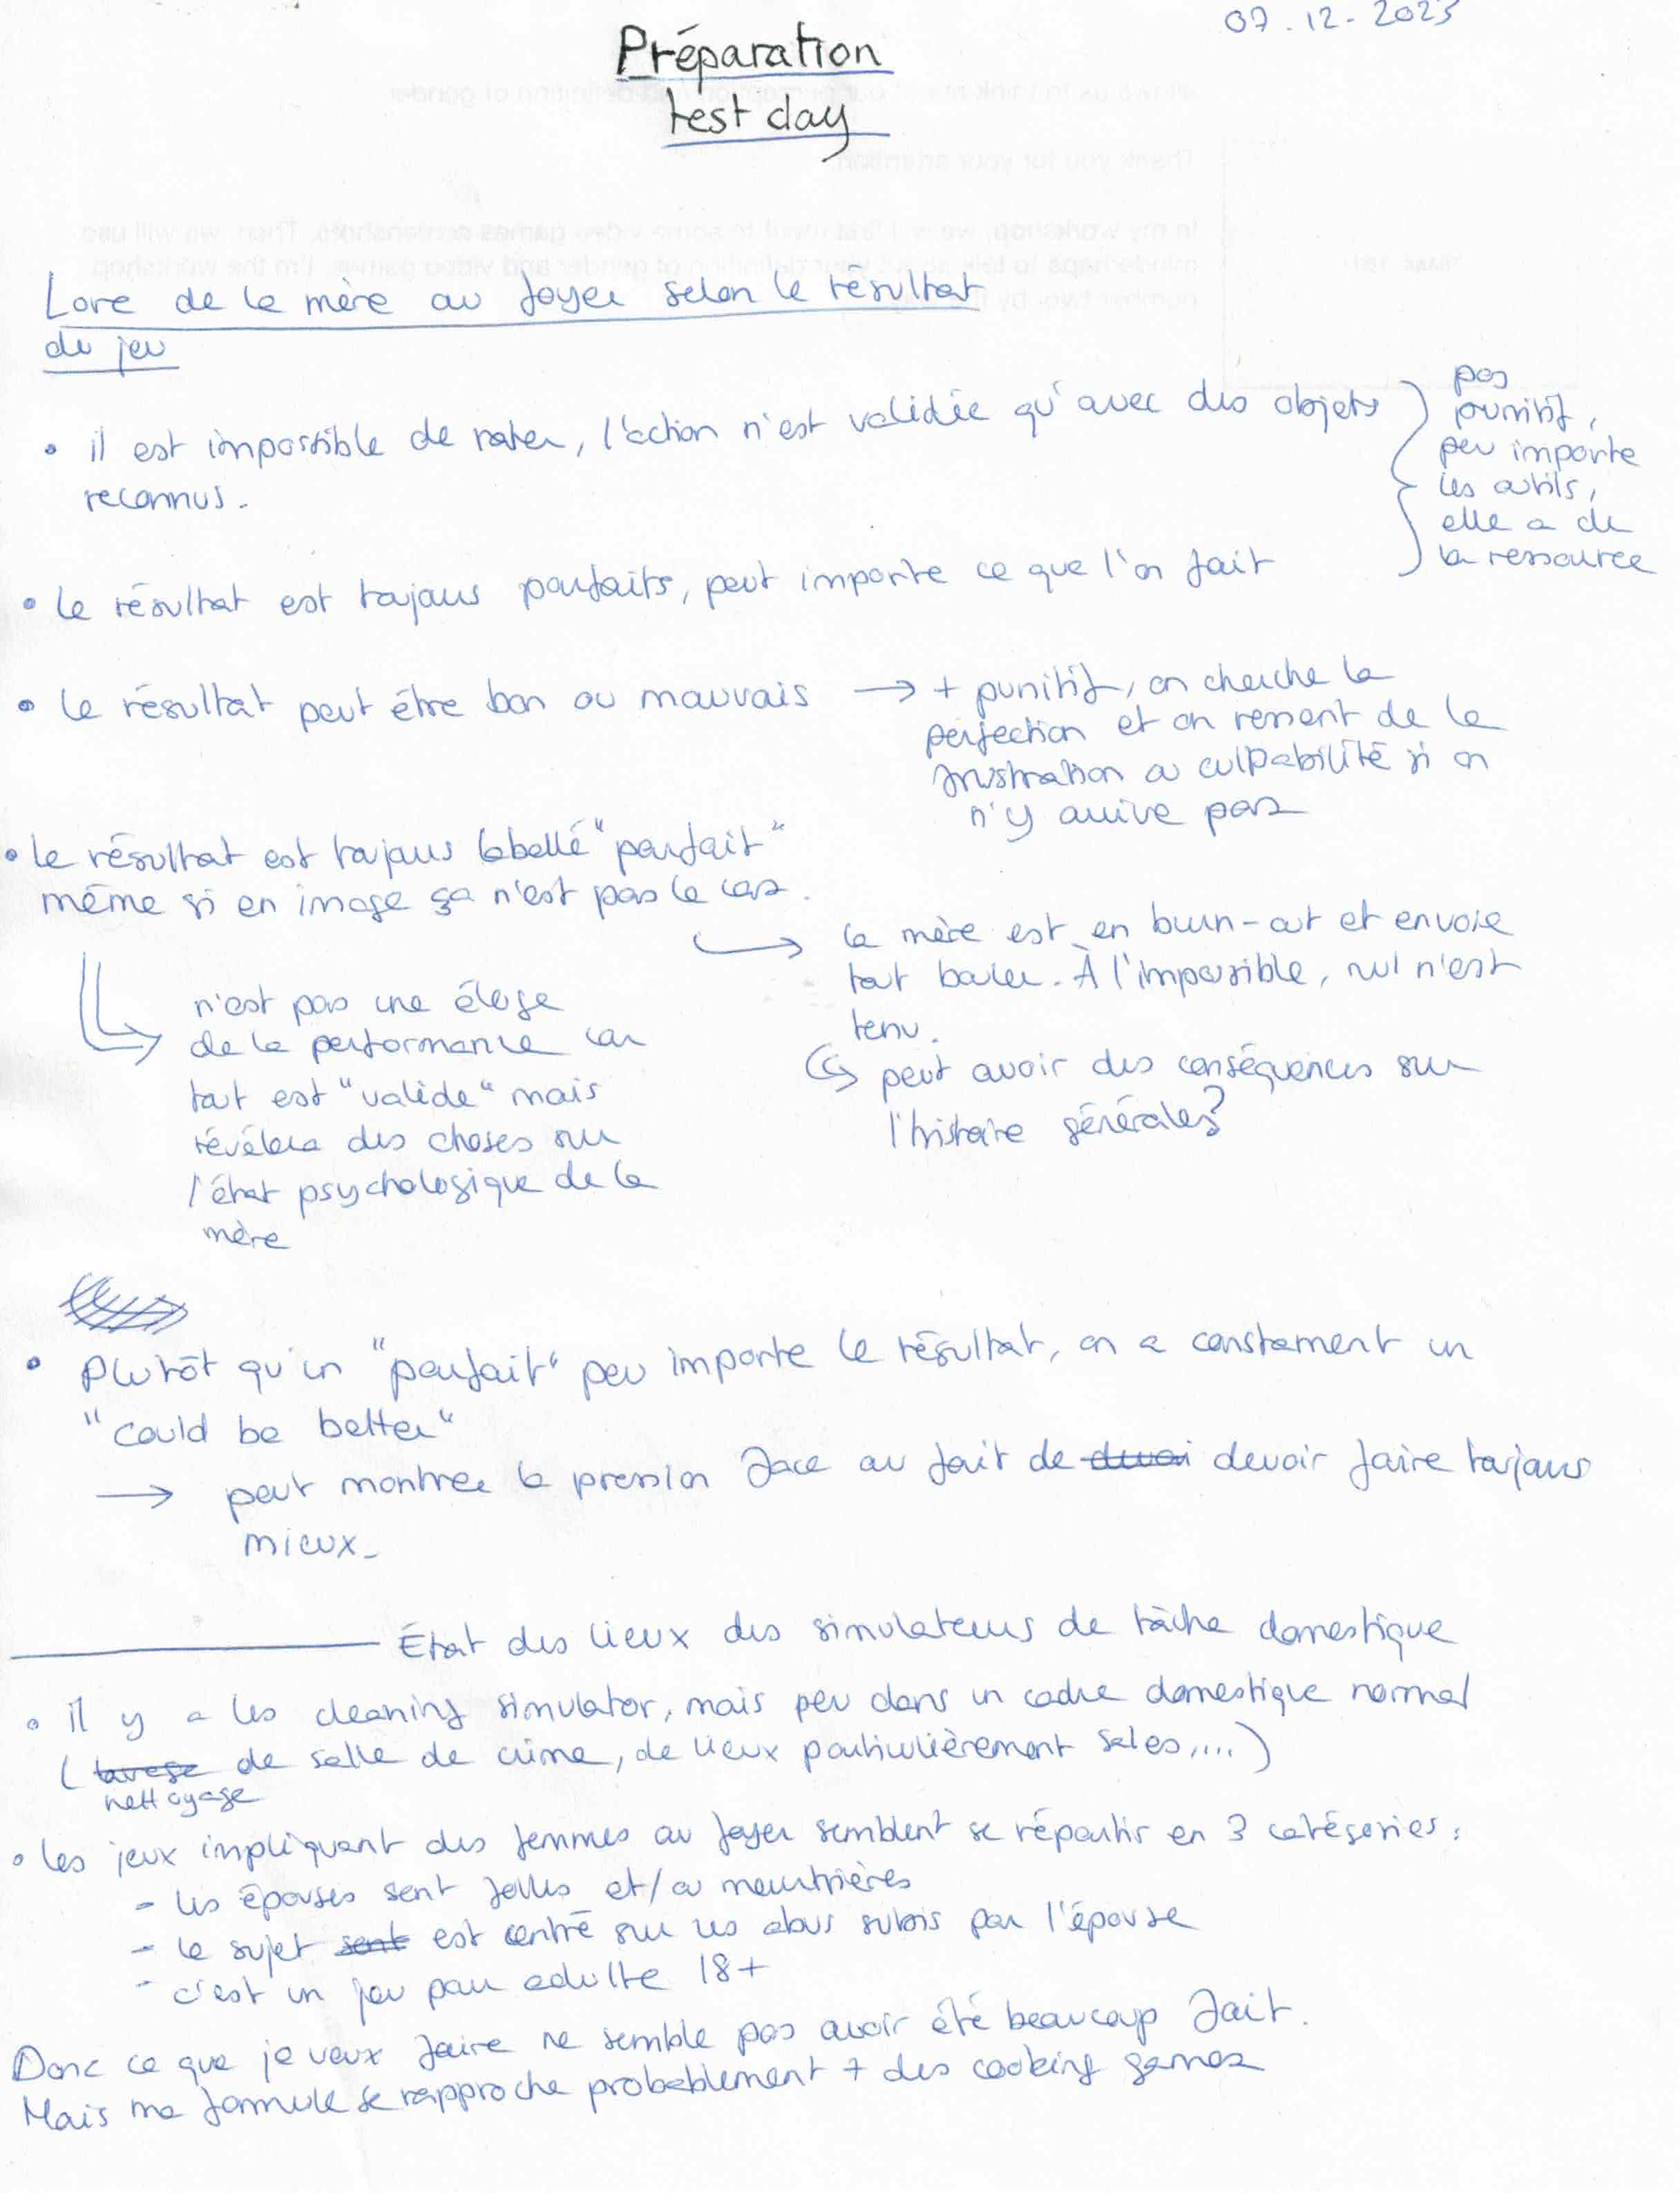 07.12.2023
Préparation
test day
Lore de la mère au foyer selon le résultat
du jeu
• il est impossible de rater, l'action n'est validée qu'avec des objets
reconnus.
pas
punitif,
peu importe
les outils,
elle a de
la ressource
• le résultat est toujours parfaits, peut importe ce que l'on fait
• le résultat peut être bon ou mauvais → + punitif, on cherche la
perfection et on ressent de la
frustration ou culpabilité si on
n'y arrive pas
• le résultat est toujours labellé "parfait"
même si en image ça n'est pas le cas.
la mère est en burn-out et envoie
tout bouler. À l'impossible, nul n'est
tenu.
peut avoir des conséquences sur
l'histoire générales?
n'est pas une éloge
de la performance car
tout est "valide" mais
révélera des choses sur
l'état psychologique de la
mère
• Plutôt qu'un "parfait" peu importe le résultat, on a constament un
"could be better"
→ peut montrer la pression face au fait de devoir faire toujours
mieux.
État des lieux des simulateurs de tâche domestique
• il y a les cleaning simulator, mais peu dans un cadre domestique normal
(lavage de salle de crime, de lieux particulièrement sales,...)
nettoyage
• les jeux impliquant des femmes au foyer semblent se répartir en 3 catégories:
- les épouses sont folles et/ou meurtrières
- le sujet sont est centré sur les abus subis par l'épouse
- c'est un jeu pour adulte 18+
Donc ce que je veux faire ne semble pas avoir été beaucoup fait.
Mais ma formule se rapproche probablement + des cooking games